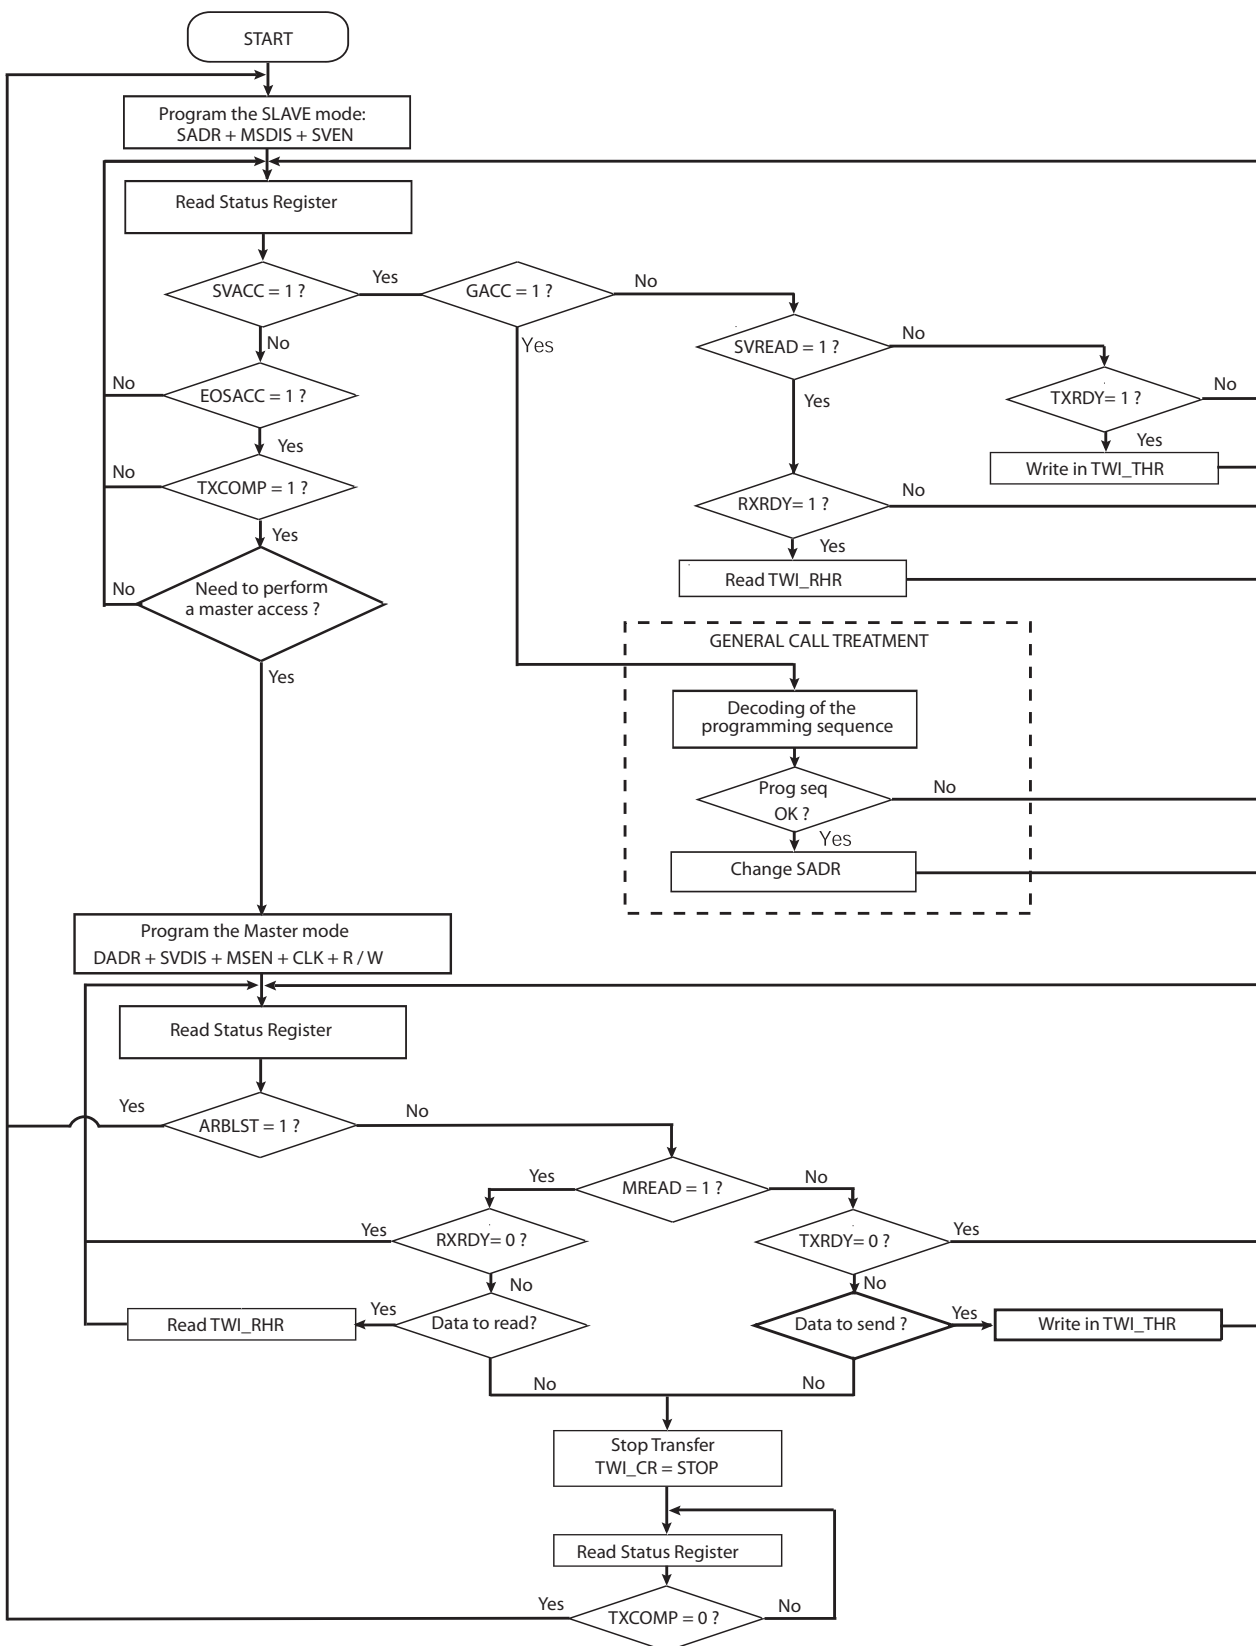 START
Program the SLAVE mode:
SADR + MSDIS + SVEN
Read Status Register
SVACC = 1 ?
Yes
GACC = 1 ?
No
No
Yes
SVREAD = 1 ?
No
EOSACC = 1 ?
No
Yes
Yes
TXRDY= 1 ?
No
Yes
Write in TWI_THR
TXCOMP = 1 ?
No
Yes
RXRDY= 1 ?
No
Yes
Read TWI_RHR
Need to perform
a master access ?
No
Yes
GENERAL CALL TREATMENT
Decoding of the
programming sequence
Prog seq
OK ?
No
Yes
Change SADR
Program the Master mode
DADR + SVDIS + MSEN + CLK + R / W
Read Status Register
ARBLST = 1 ?
Yes
No
MREAD = 1 ?
Yes
No
RXRDY= 0 ?
Yes
No
TXRDY= 0 ?
Yes
No
Read TWI_RHR
Yes
Data to read?
Data to send ?
Yes
Write in TWI_THR
No
No
Stop Transfer
TWI_CR = STOP
Read Status Register
Yes
TXCOMP = 0 ?
No